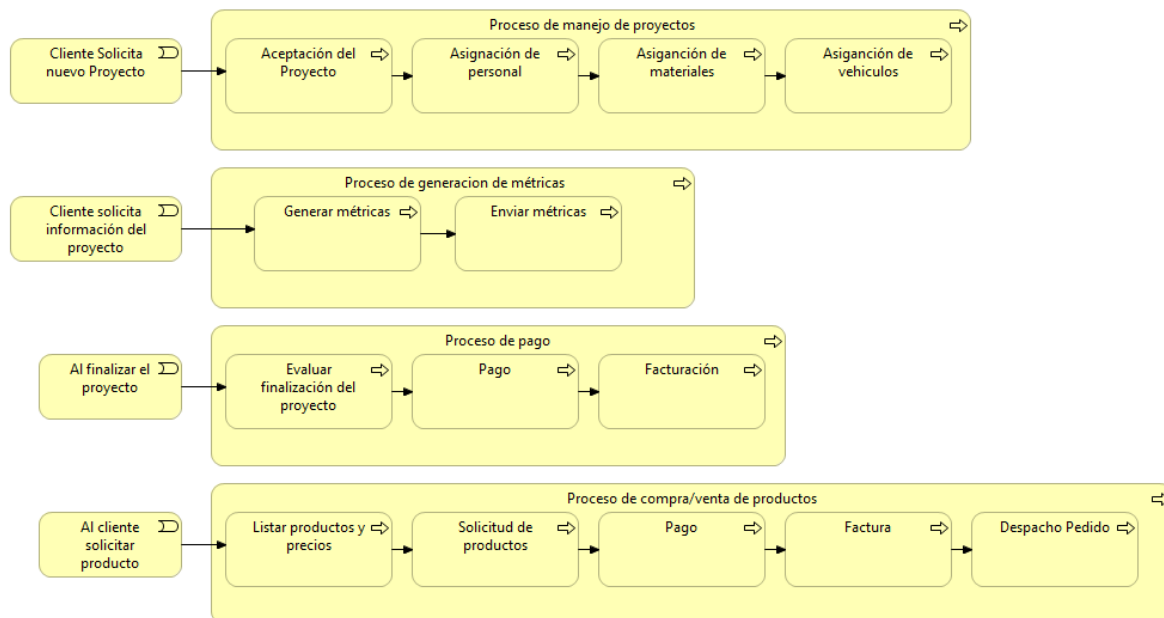 Proceso de manejo de proyectos
Cliente Solicita
nuevo Proyecto
Aceptación del
Proyecto
Asignación de
personal
Asiganción de
materiales
Asiganción de
vehiculos
Proceso de generacion de métricas
Cliente solicita
información del
proyecto
Generar métricas
Enviar métricas
Proceso de pago
Al finalizar el
proyecto
Evaluar
finalización del
proyecto
Pago
Facturación
Proceso de compra/venta de productos
Al cliente
solicitar
producto
Listar productos y
precios
Solicitud de
productos
Pago
Factura
Despacho Pedido